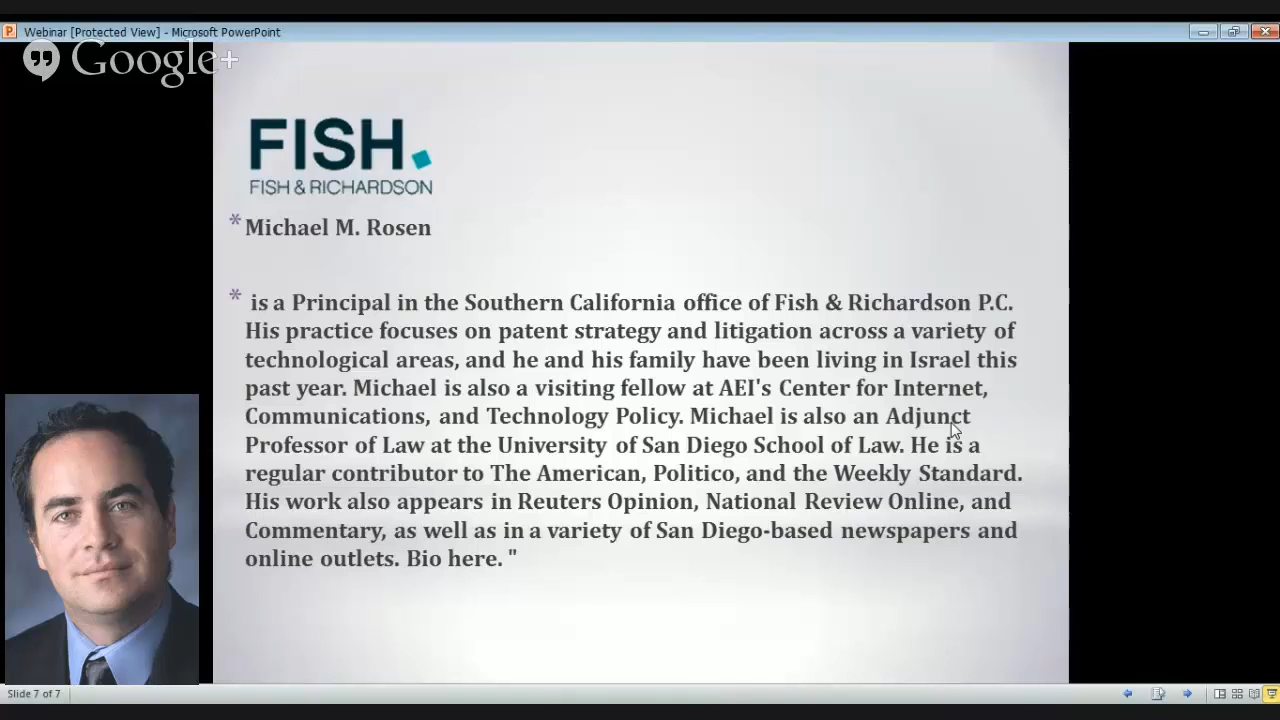 Webinar [Protected View] - Microsoft PowerPoint
Google+
FISH
FISH & RICHARDSON
* Michael M. Rosen
* is a Principal in the Southern California office of Fish & Richardson P.C.
His practice focuses on patent strategy and litigation across a variety of
technological areas, and he and his family have been living in Israel this
past year. Michael is also a visiting fellow at AEI's Center for Internet,
Communications, and Technology Policy. Michael is also an Adjunct
Professor of Law at the University of San Diego School of Law. He is a
regular contributor to The American, Politico, and the Weekly Standard.
His work also appears in Reuters Opinion, National Review Online, and
Commentary, as well as in a variety of San Diego-based newspapers and
online outlets. Bio here. "
Slide 7 of 7